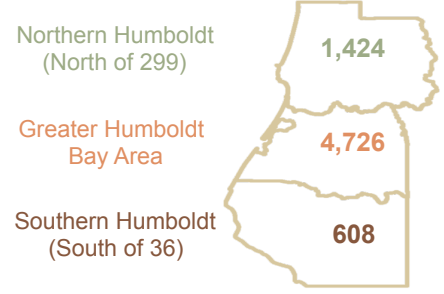 Northern Humboldt
(North of 299)
1,424
Greater Humboldt
Bay Area
4,726
Southern Humboldt
(South of 36)
608